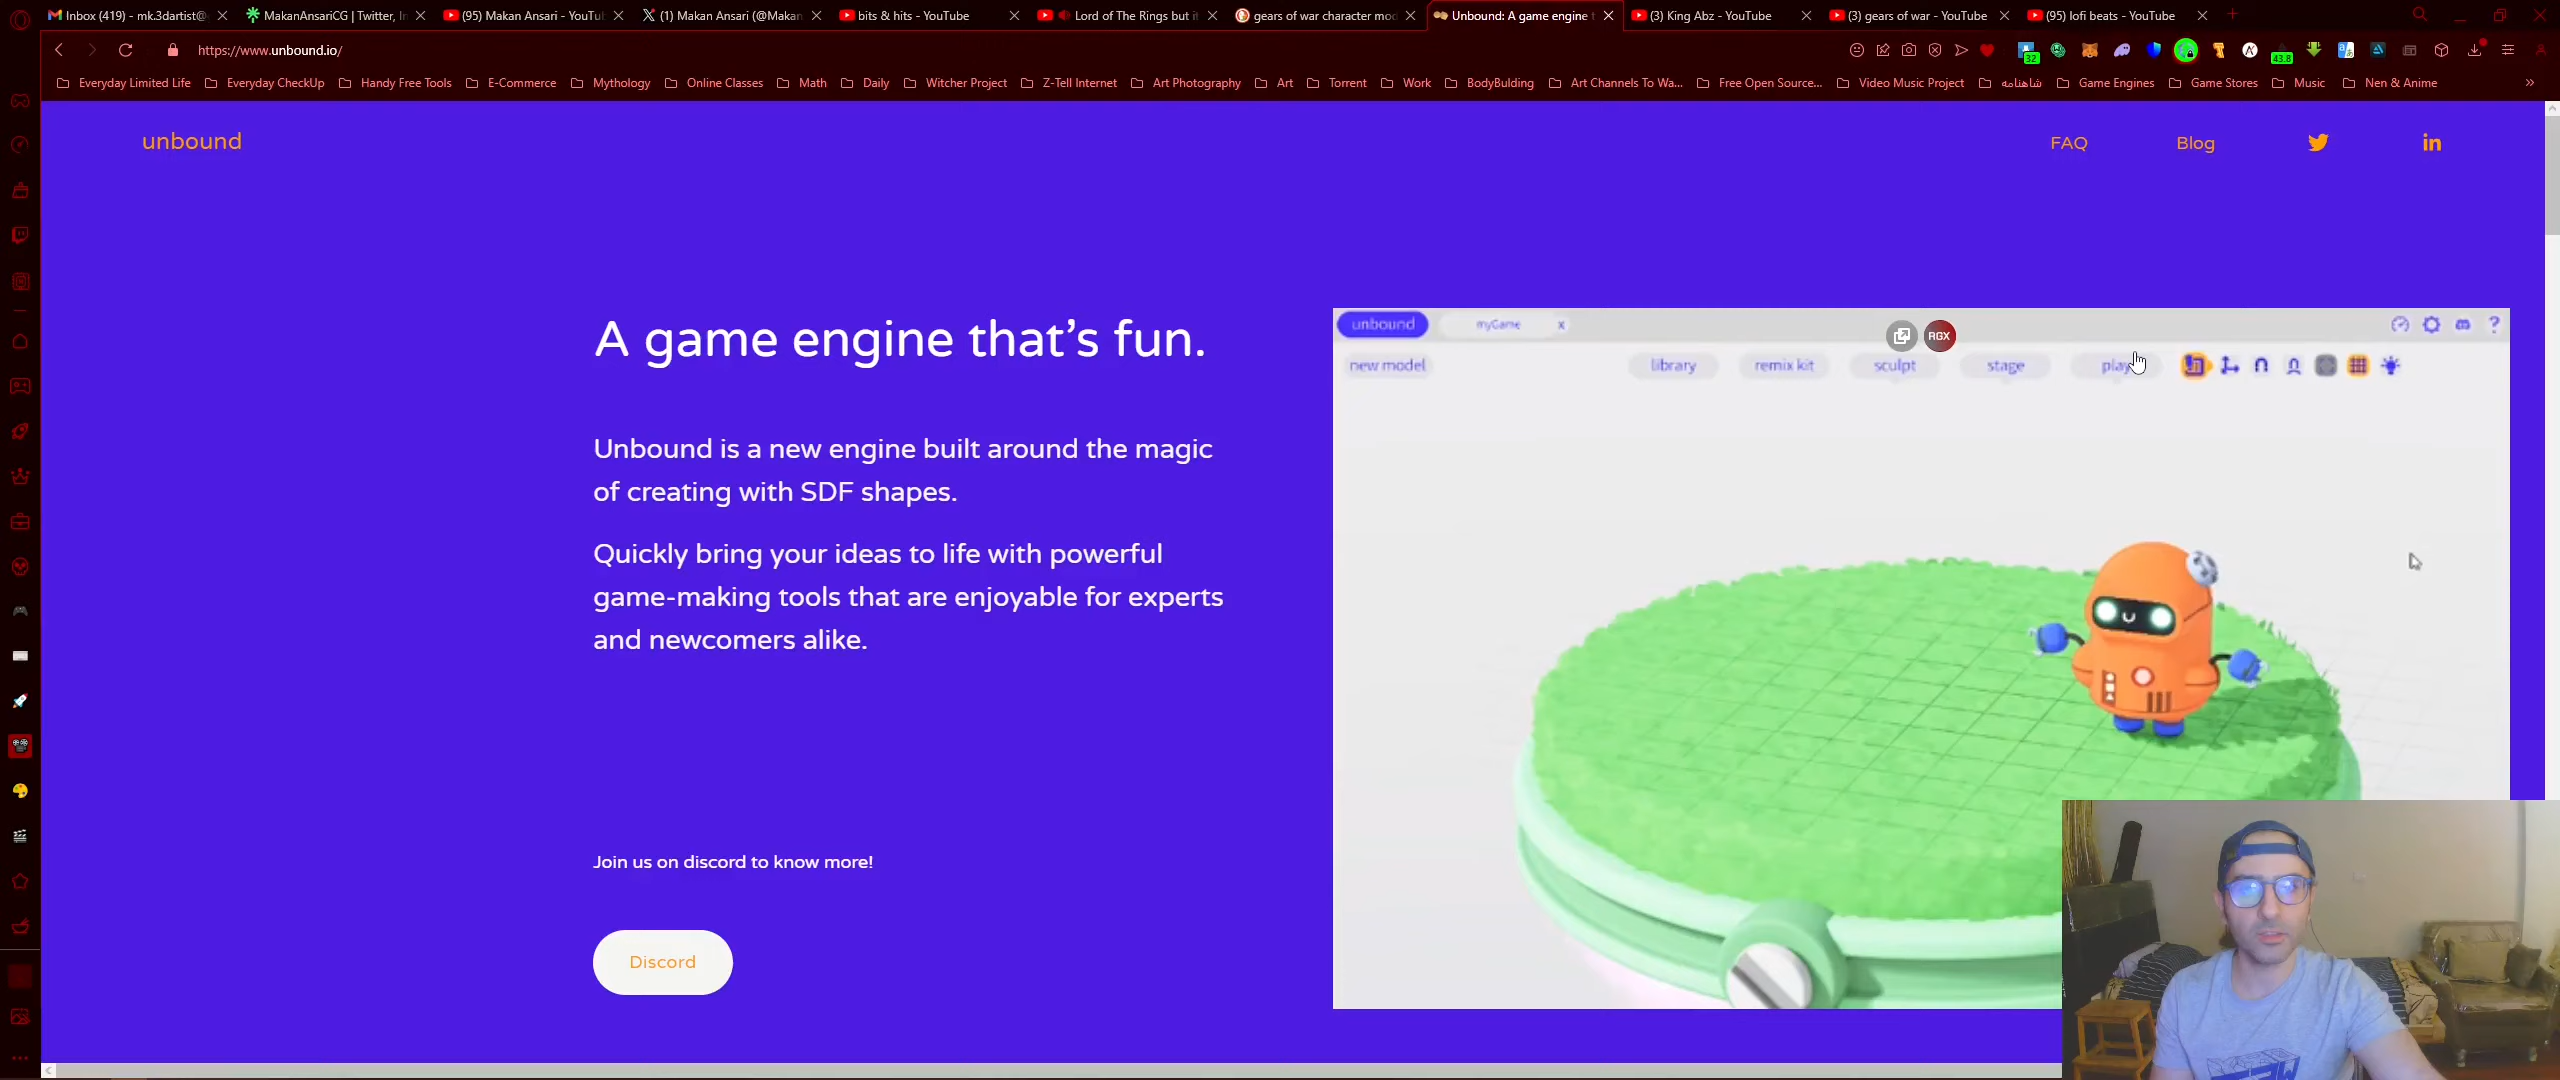 Inbox (419) - mk.3dartist@
MakanAnsariCG | Twitter, I
(95) Makan Ansari - YouTu
(1) Makan Ansari (@Makan
bits & hits - YouTube
Lord of The Rings but i
gears of war character mo
Unbound: A game engine
(3) King Abz - YouTube
(3) gears of war - YouTube
(95) lofi beats - YouTube
https://www.unbound.io/
32
43.8
Everyday Limited Life
Everyday CheckUp
Handy Free Tools
E-Commerce
Mythology
Online Classes
Math
Daily
Witcher Project
Z-Tell Internet
Art Photography
Art
Torrent
Work
BodyBulding
Art Channels To Wa...
Free Open Source...
Video Music Project
شاهنامه
Game Engines
Game Stores
Music
Nen & Anime
unbound
FAQ
Blog
A game engine that's fun.
Unbound is a new engine built around the magic
of creating with SDF shapes.
Quickly bring your ideas to life with powerful
game-making tools that are enjoyable for experts
and newcomers alike.
Join us on discord to know more!
Discord
unbound
myGame
x
RGX
new model
library
remix kit
sculpt
stage
play